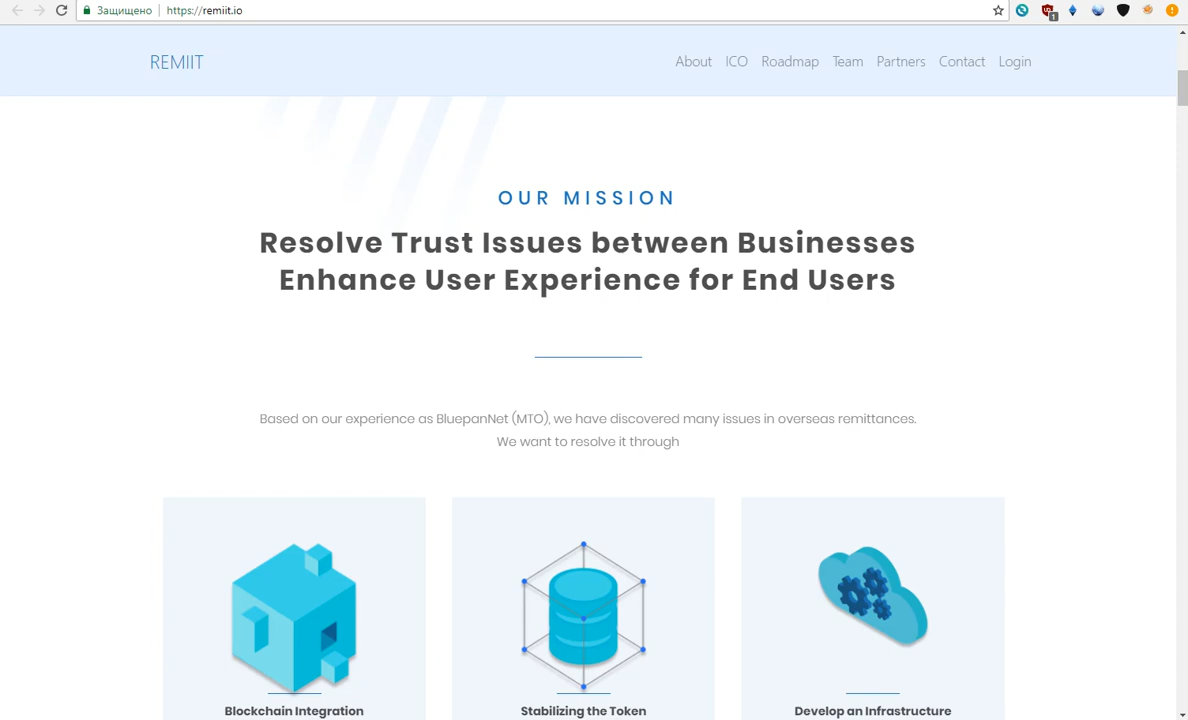 Защищено | https://remiit.io
1
REMIIT
About ICO Roadmap Team Partners Contact Login
OUR MISSION
Resolve Trust Issues between Businesses
Enhance User Experience for End Users
Based on our experience as BluepanNet (MTO), we have discovered many issues in overseas remittances.
We want to resolve it through
Blockchain Integration Stabilizing the Token Develop an Infrastructure